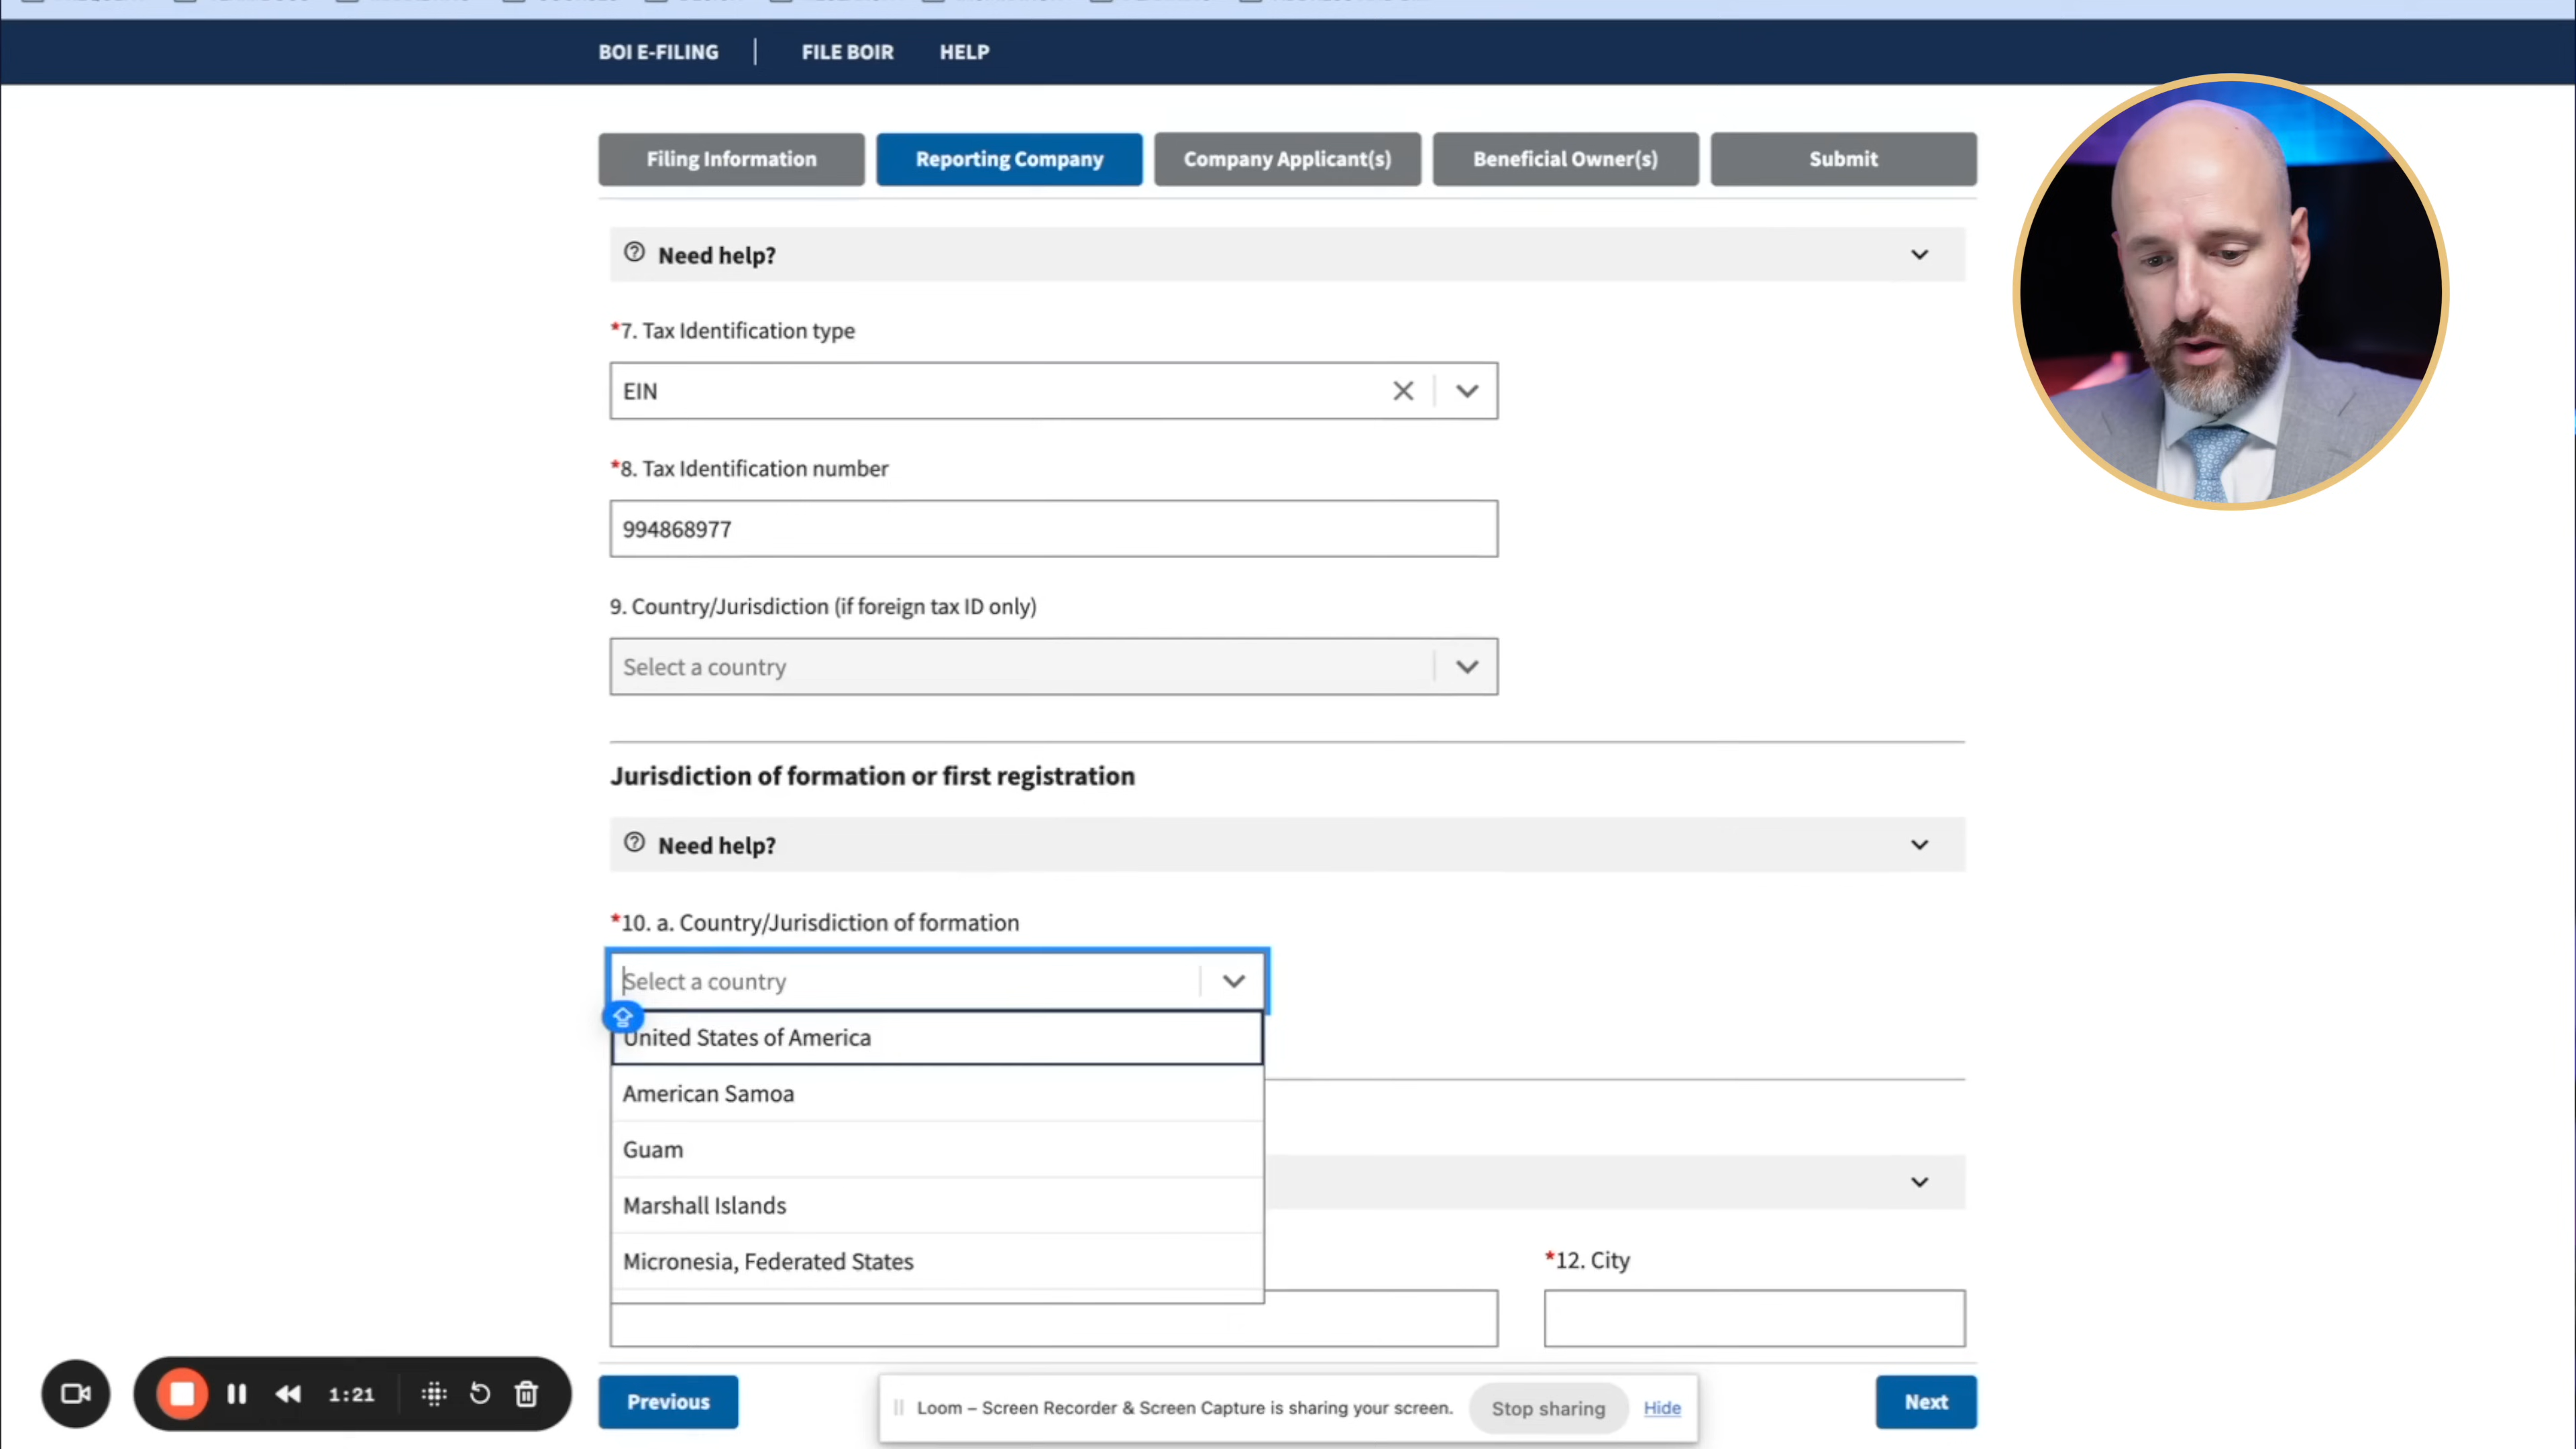 BOI E-FILING | FILE BOIR HELP
Filing Information Reporting Company Company Applicant(s) Beneficial Owner(s) Submit
Need help?
*7. Tax Identification type
EIN
*8. Tax Identification number
994868977
9. Country/Jurisdiction (if foreign tax ID only)
Select a country
Jurisdiction of formation or first registration
Need help?
*10. a. Country/Jurisdiction of formation
Select a country
United States of America
American Samoa
Guam
Marshall Islands
Micronesia, Federated States
*12. City
1:21
Previous
Loom – Screen Recorder & Screen Capture is sharing your screen. Stop sharing Hide
Next